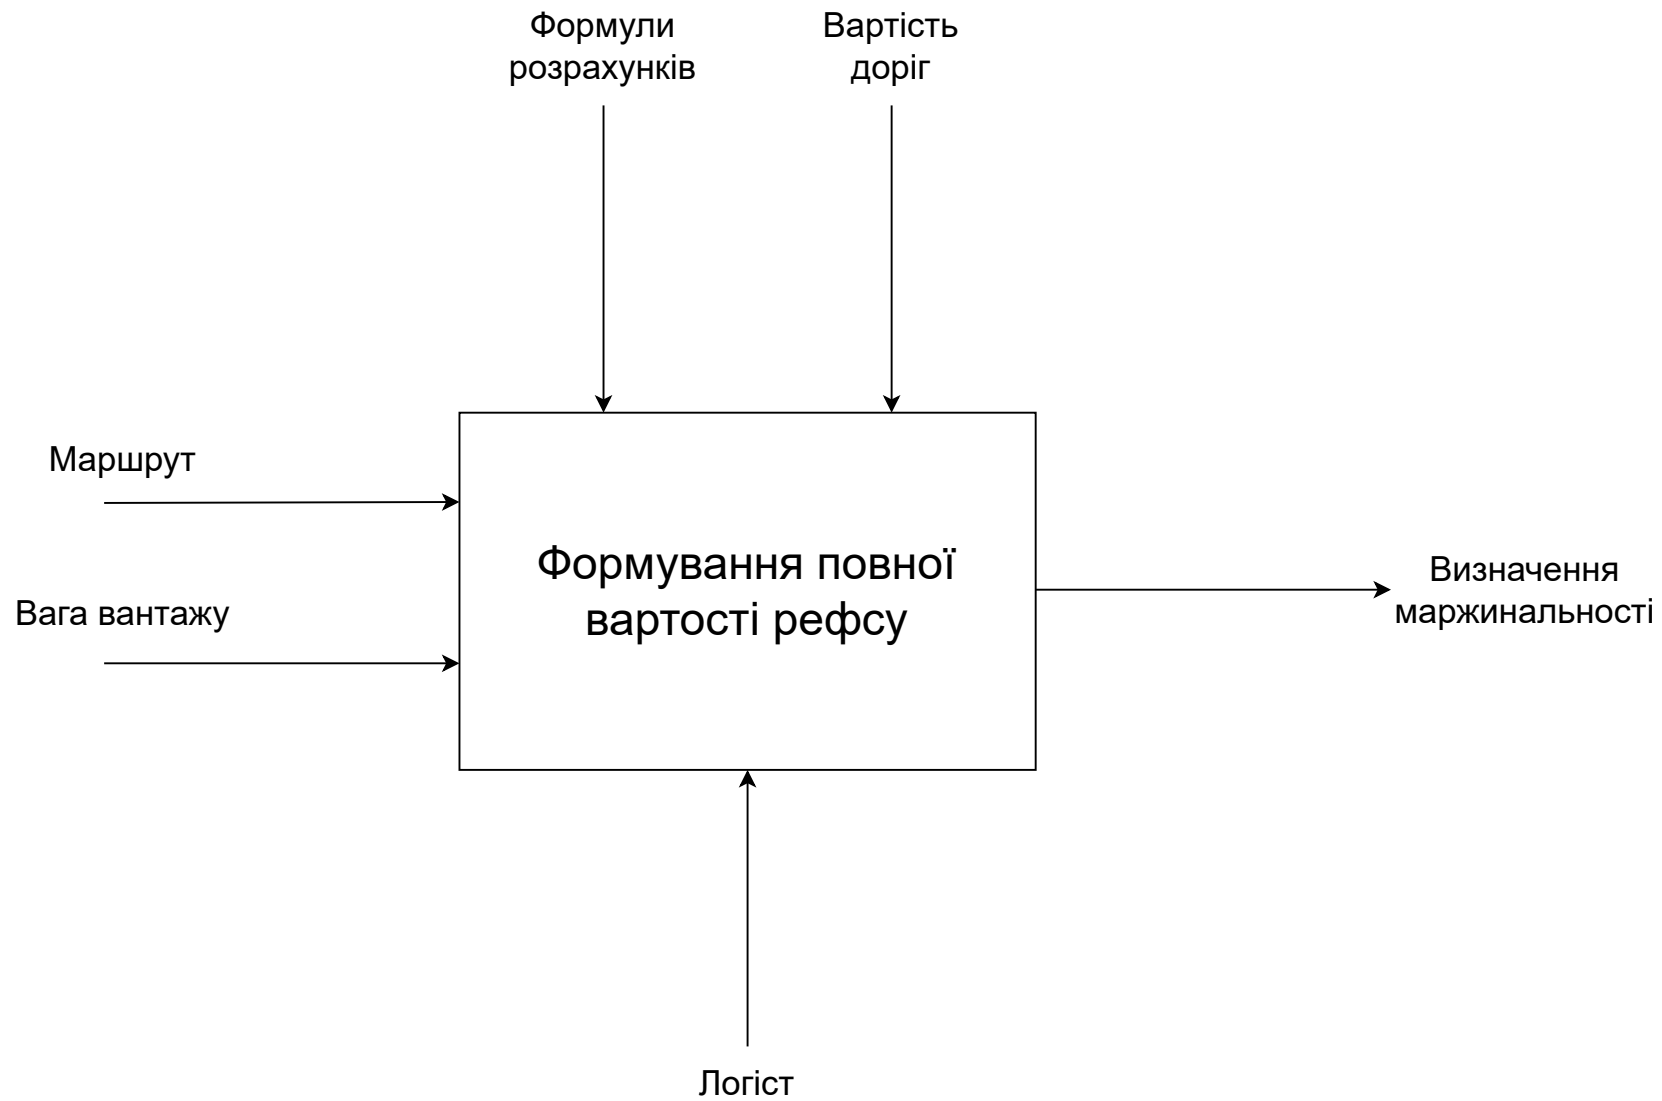 Формули
розрахунків
Вартість
доріг
Маршрут
Вага вантажу
Формування повної
вартості рефсу
Визначення
маржинальності
Логіст